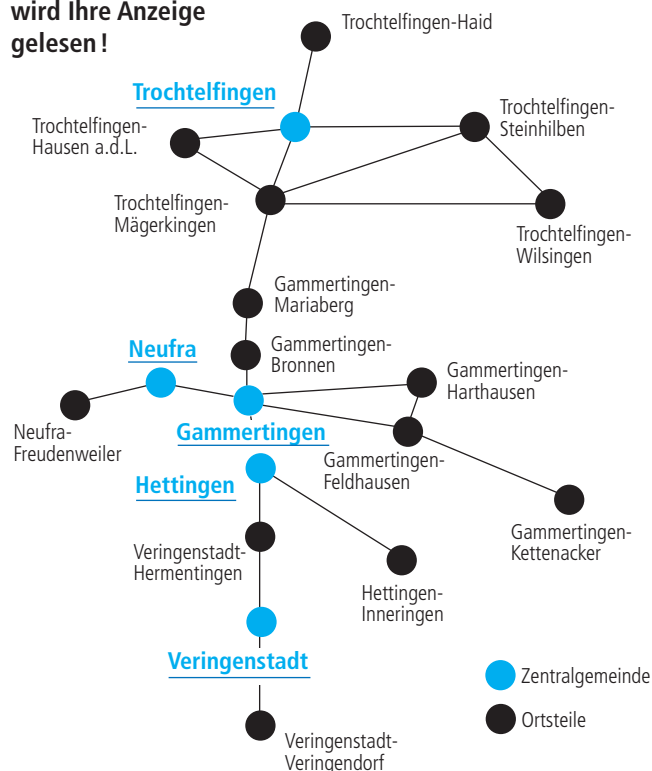 wird Ihre Anzeige
gelesen !
Trochtelfingen-Haid
Trochtelfingen
Trochtelfingen-
Steinhilben
Trochtelfingen-
Hausen a.d.L.
Trochtelfingen-
Mägerkingen
Trochtelfingen-
Wilsingen
Gammertingen-
Mariaberg
Neufra
Gammertingen-
Bronnen
Gammertingen-
Harthausen
Neufra-
Freudenweiler
Gammertingen
Gammertingen-
Feldhausen
Hettingen
Gammertingen-
Kettenacker
Veringenstadt-
Hermentingen
Hettingen-
Inneringen
Veringenstadt
Zentralgemeinde
Ortsteile
Veringenstadt-
Veringendorf